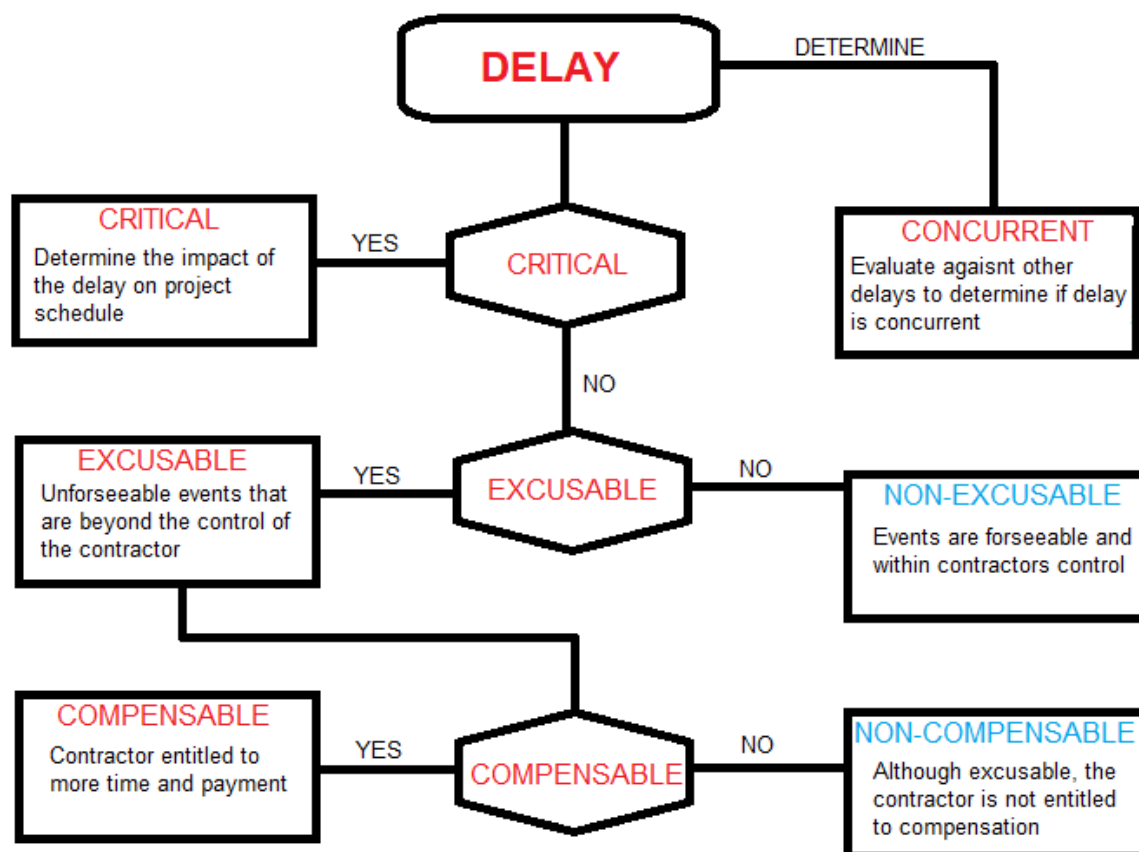 DELAY
DETERMINE
CRITICAL
Determine the impact of
the delay on project
schedule
YES
CRITICAL
CONCURRENT
Evaluate agaisnt other
delays to determine if delay
is concurrent
NO
EXCUSABLE
Unforseeable events that
are beyond the control of
the contractor
YES
EXCUSABLE
NO
NON-EXCUSABLE
Events are forseeable and
within contractors control
COMPENSABLE
Contractor entitled to
more time and payment
YES
COMPENSABLE
NO
NON-COMPENSABLE
Although excusable, the
contractor is not entitled
to compensation